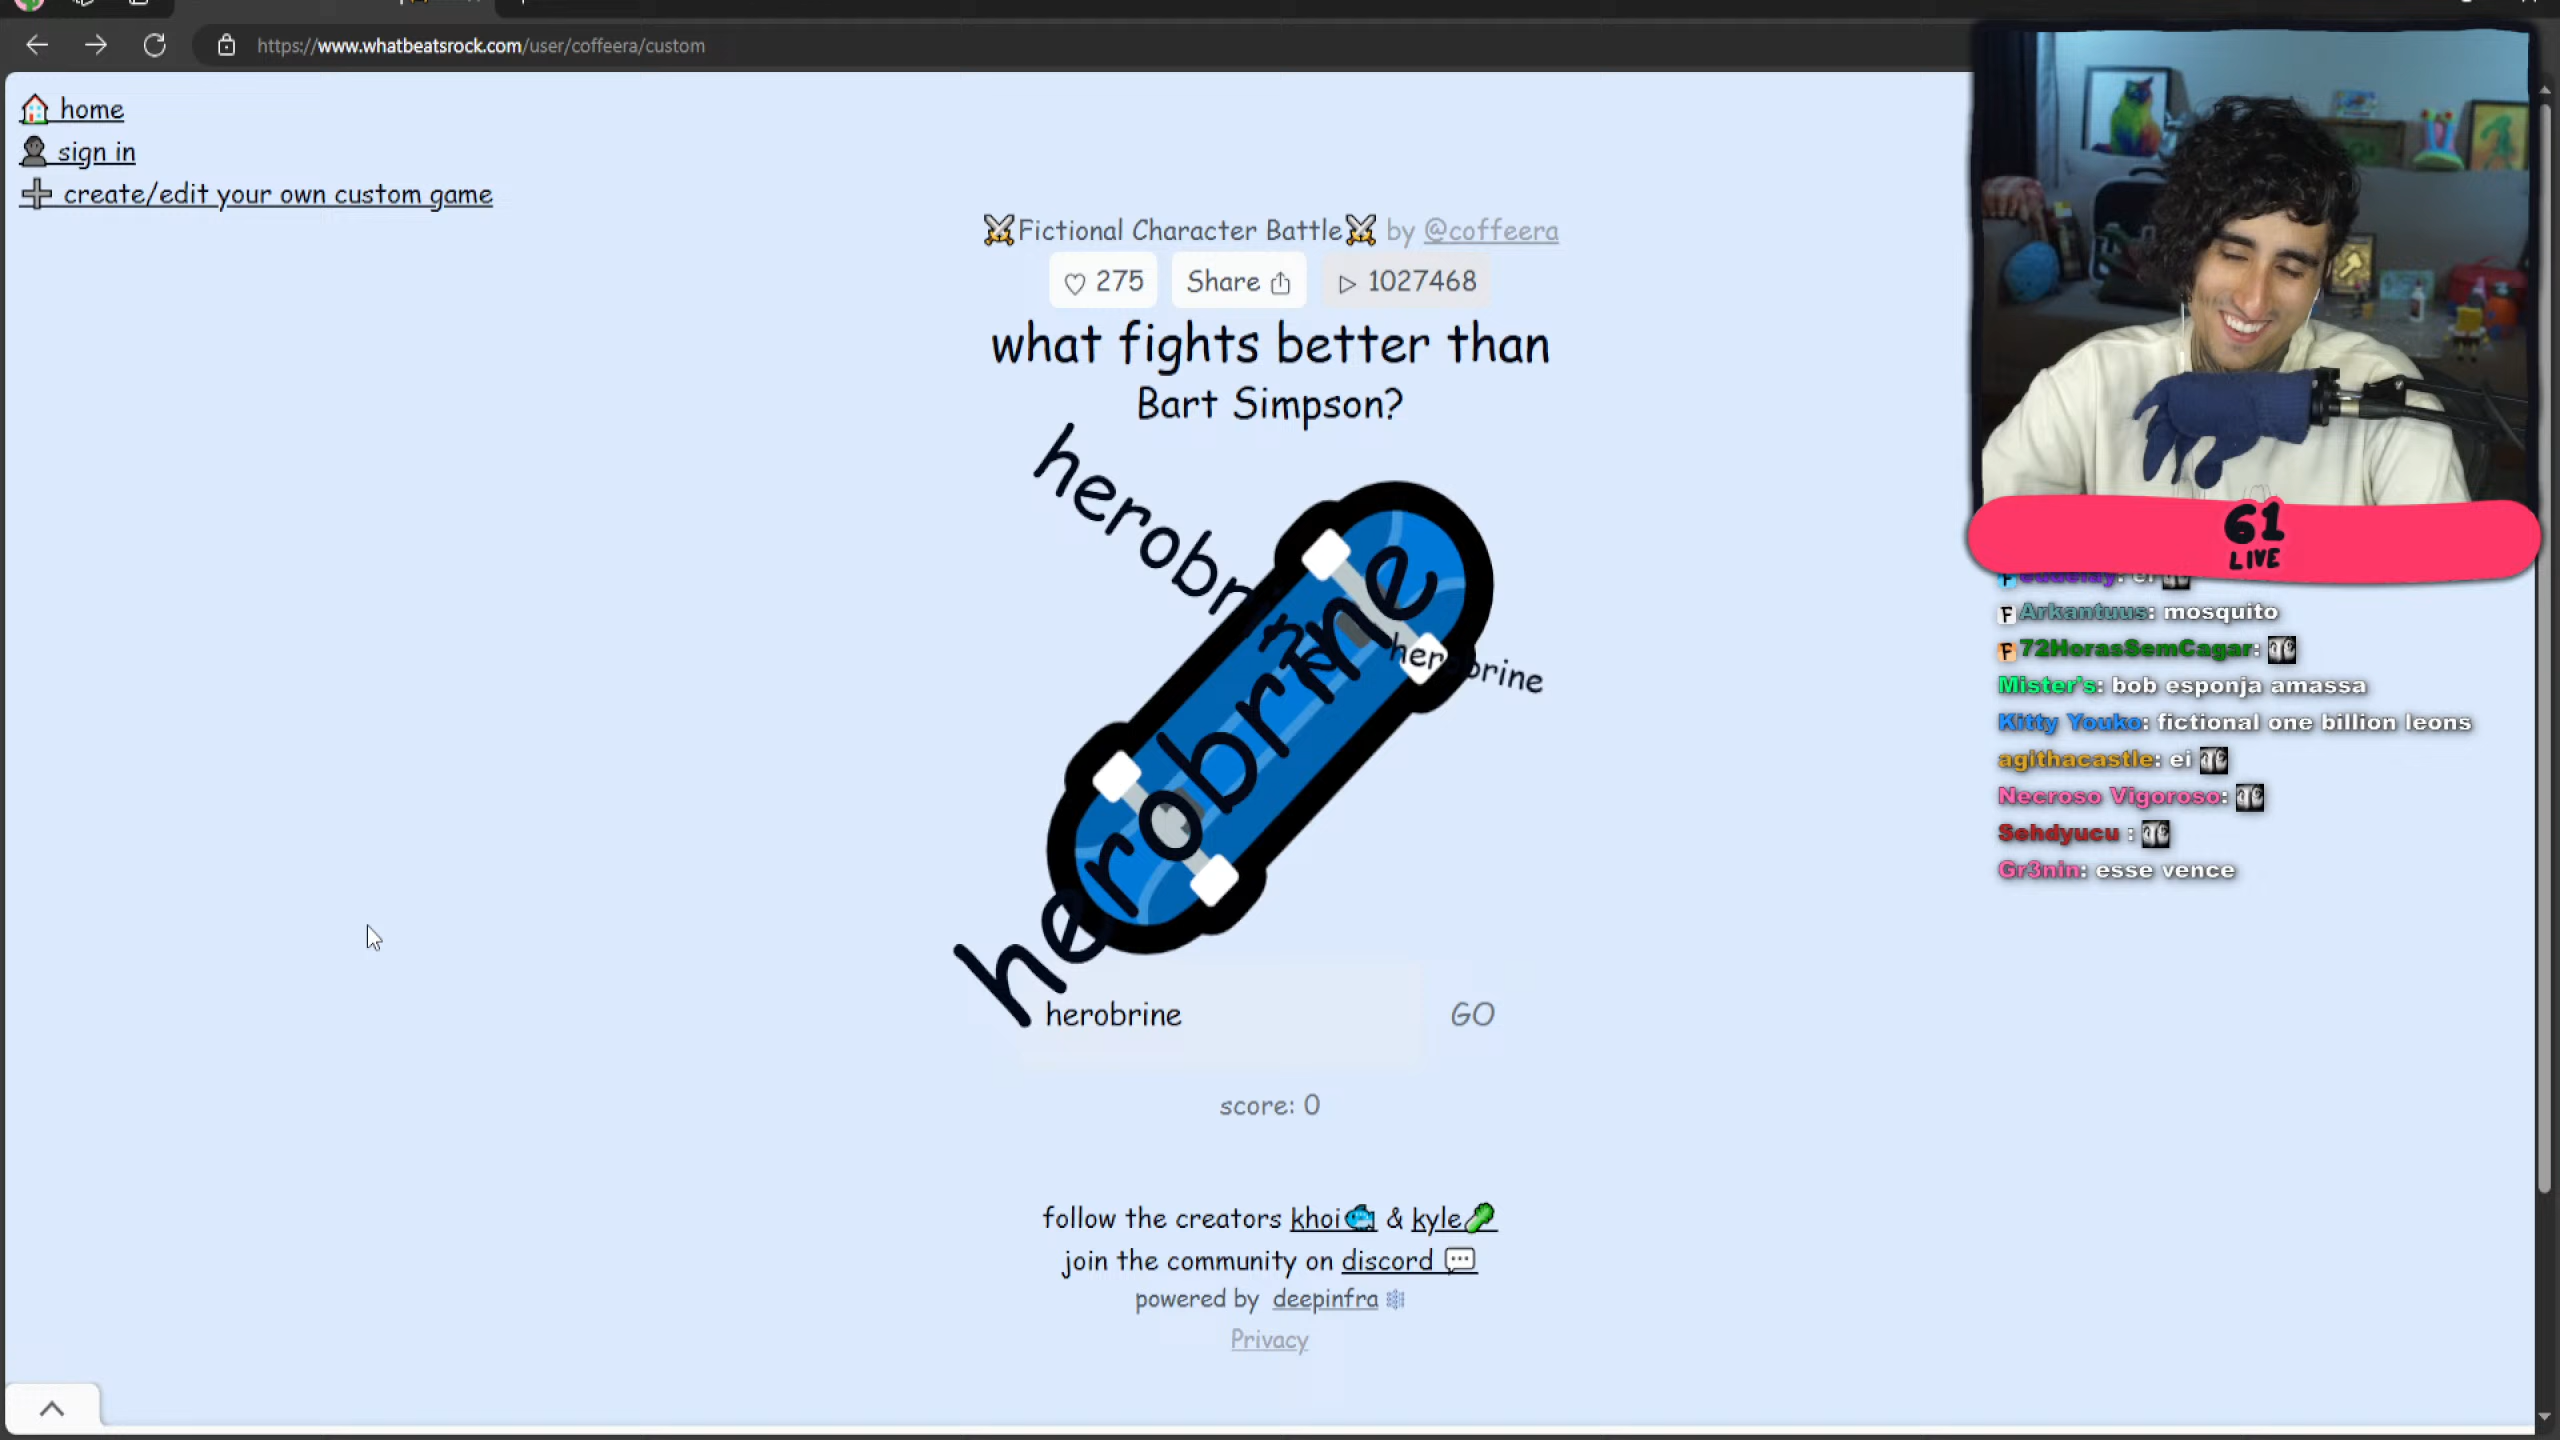 https://www.whatbeatsrock.com/user/coffeera/custom
home
sign in
create/edit your own custom game
⚔Fictional Character Battle⚔ by @coffeera
♡ 275
Share
▷ 1027468
what fights better than
Bart Simpson?
herobrine
herobrine
herobrine
herobrine
GO
score: 0
follow the creators khoi🐟 & kyle🥬
join the community on discord 💬
powered by deepinfra
Privacy
61
LIVE
Arkantuus: mosquito
72HorasSemCagar:
Mister's: bob esponja amassa
Kitty Youko: fictional one billion leons
agithacastle: ei
Necroso Vigoroso:
Sehdyucu :
Gr3nin: esse vence